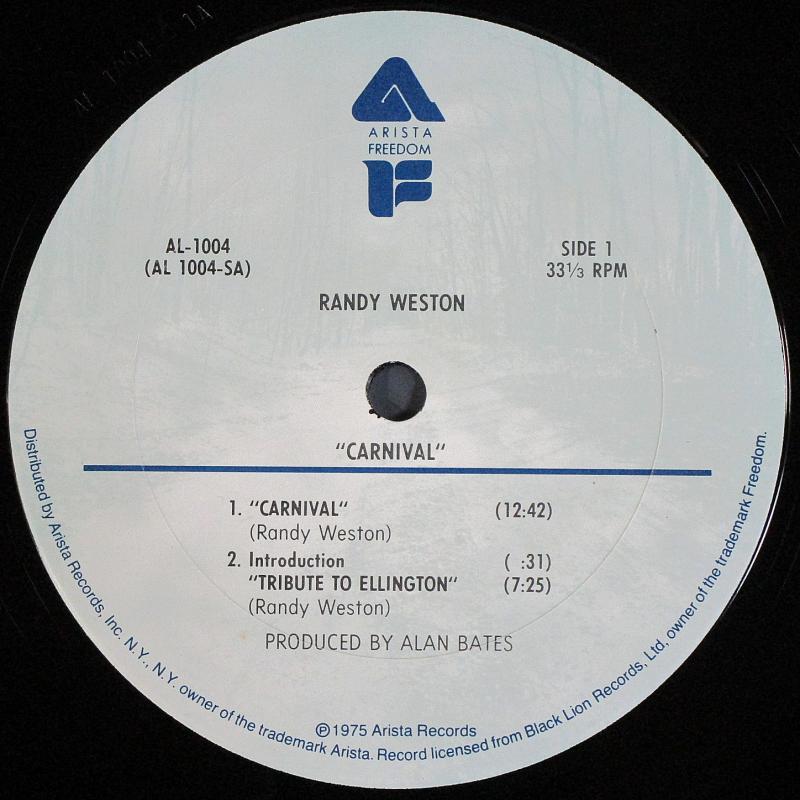 AL 1004 - SA
ARISTA
FREEDOM
AL-1004
(AL 1004-SA)
SIDE 1
33⅓ RPM
RANDY WESTON
"CARNIVAL"
1. "CARNIVAL" (12:42)
(Randy Weston)
2. Introduction ( :31)
"TRIBUTE TO ELLINGTON" (7:25)
(Randy Weston)
PRODUCED BY ALAN BATES
℗1975 Arista Records
Distributed by Arista Records, Inc. N.Y., N.Y. owner of the trademark Arista. Record licensed from Black Lion Records, Ltd, owner of the trademark Freedom.